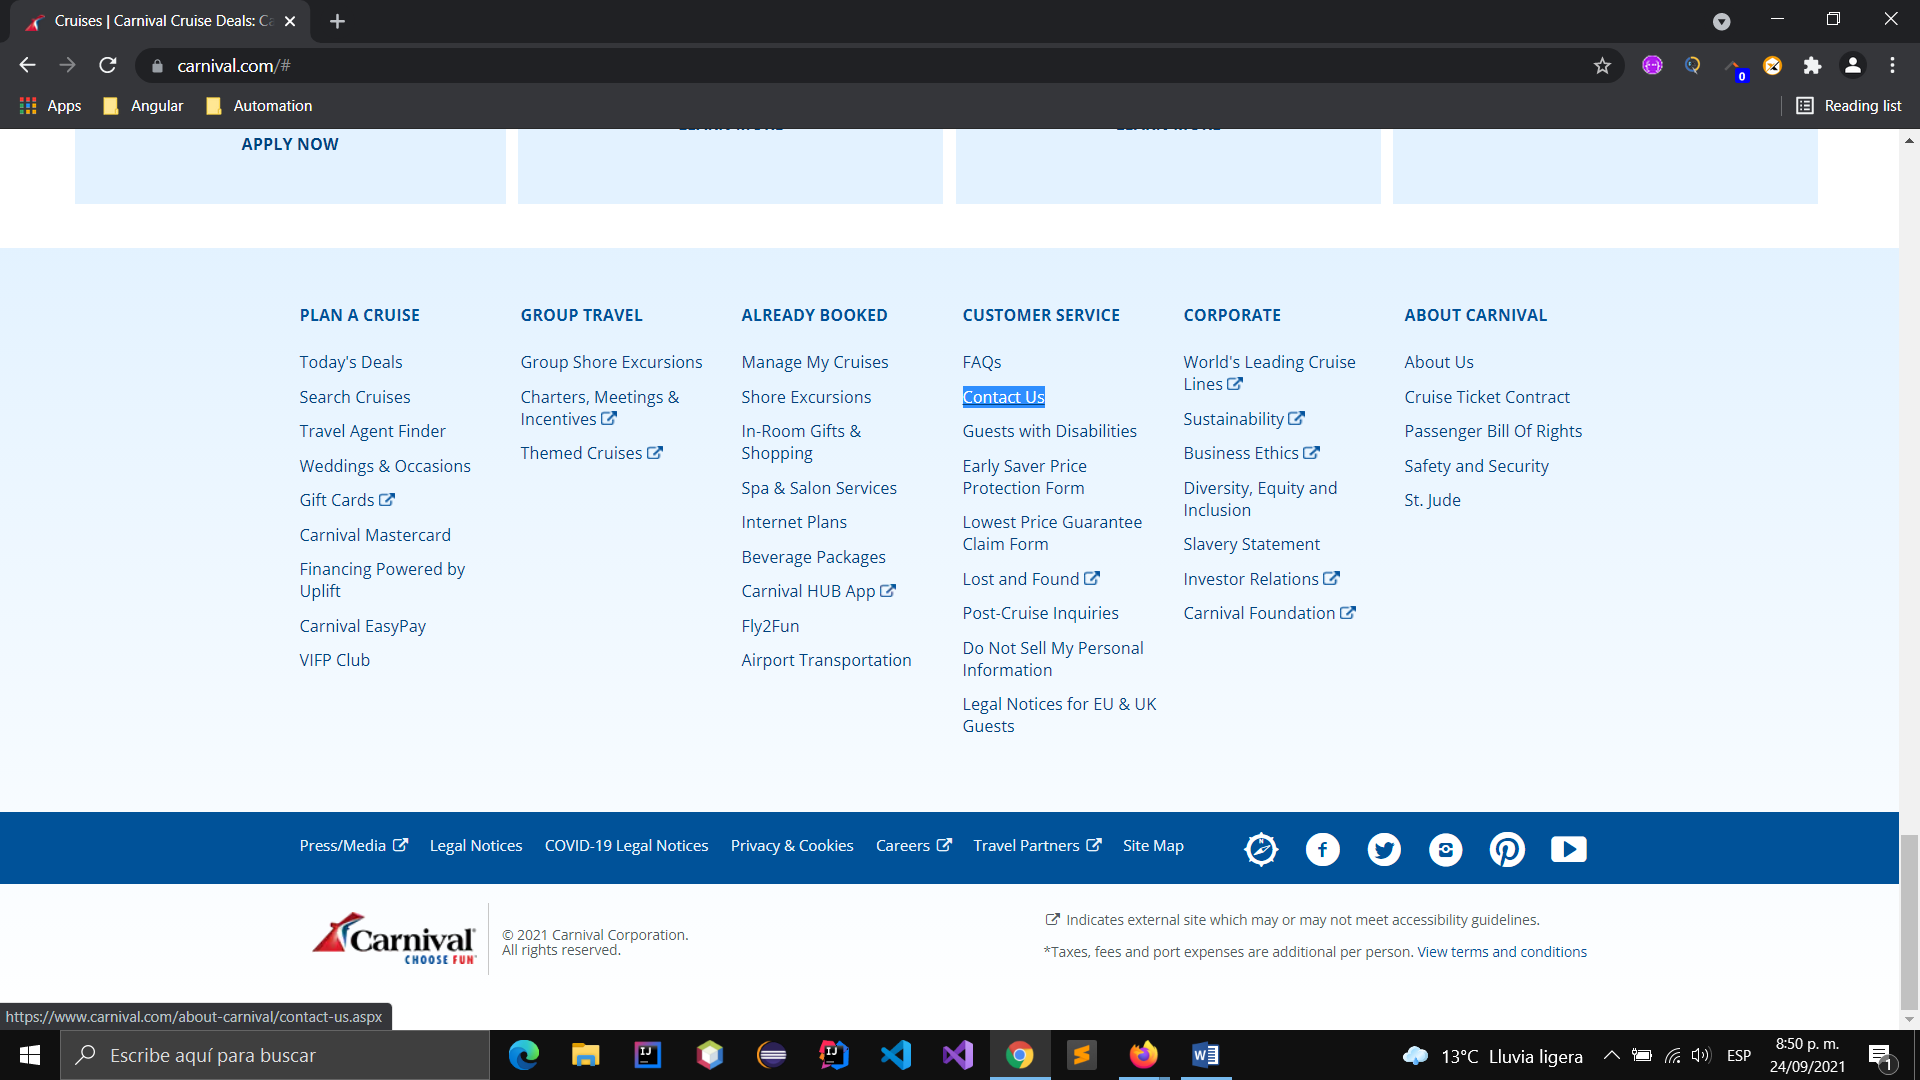 Cruises | Carnival Cruise Deals: Ca
carnival.com/#
0
Apps
Angular
Automation
Reading list
APPLY NOW
LEARN MORE
LEARN MORE
PLAN A CRUISE
Today's Deals
Search Cruises
Travel Agent Finder
Weddings & Occasions
Gift Cards
Carnival Mastercard
Financing Powered by
Uplift
Carnival EasyPay
VIFP Club
GROUP TRAVEL
Group Shore Excursions
Charters, Meetings &
Incentives
Themed Cruises
ALREADY BOOKED
Manage My Cruises
Shore Excursions
In-Room Gifts &
Shopping
Spa & Salon Services
Internet Plans
Beverage Packages
Carnival HUB App
Fly2Fun
Airport Transportation
CUSTOMER SERVICE
FAQs
Contact Us
Guests with Disabilities
Early Saver Price
Protection Form
Lowest Price Guarantee
Claim Form
Lost and Found
Post-Cruise Inquiries
Do Not Sell My Personal
Information
Legal Notices for EU & UK
Guests
CORPORATE
World's Leading Cruise
Lines
Sustainability
Business Ethics
Diversity, Equity and
Inclusion
Slavery Statement
Investor Relations
Carnival Foundation
ABOUT CARNIVAL
About Us
Cruise Ticket Contract
Passenger Bill Of Rights
Safety and Security
St. Jude
Press/Media
Legal Notices
COVID-19 Legal Notices
Privacy & Cookies
Careers
Travel Partners
Site Map
Carnival
CHOOSE FUN
© 2021 Carnival Corporation.
All rights reserved.
Indicates external site which may or may not meet accessibility guidelines.
*Taxes, fees and port expenses are additional per person. View terms and conditions
https://www.carnival.com/about-carnival/contact-us.aspx
Escribe aquí para buscar
13°C Lluvia ligera
ESP
8:50 p. m.
24/09/2021
1